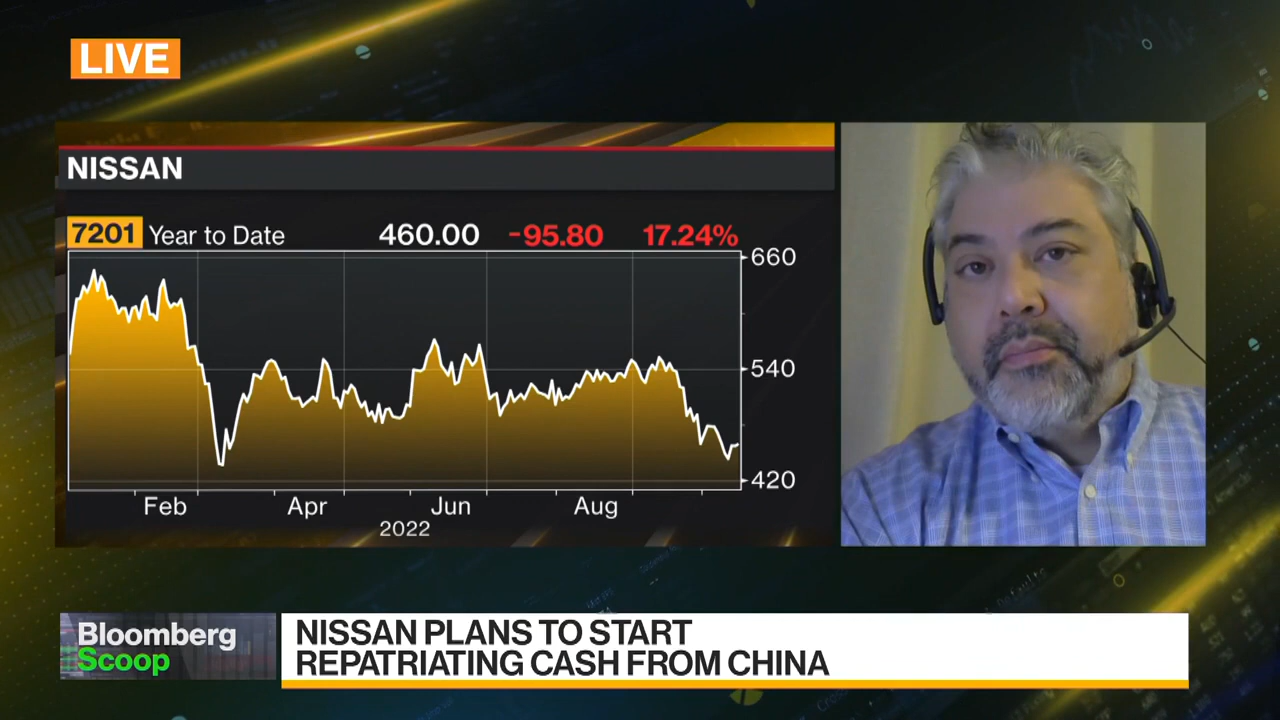 LIVE
NISSAN
7201 Year to Date 460.00 -95.80 17.24%
660
540
420
Feb Apr Jun Aug
2022
Bloomberg
Scoop
NISSAN PLANS TO START
REPATRIATING CASH FROM CHINA